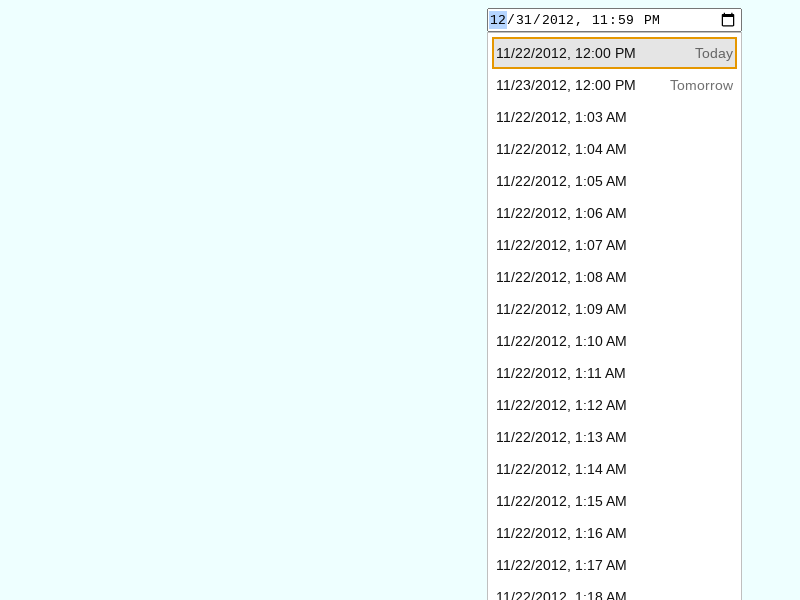 12/31/2012, 11:59 PM
11/22/2012, 12:00 PM Today
11/23/2012, 12:00 PM Tomorrow
11/22/2012, 1:03 AM
11/22/2012, 1:04 AM
11/22/2012, 1:05 AM
11/22/2012, 1:06 AM
11/22/2012, 1:07 AM
11/22/2012, 1:08 AM
11/22/2012, 1:09 AM
11/22/2012, 1:10 AM
11/22/2012, 1:11 AM
11/22/2012, 1:12 AM
11/22/2012, 1:13 AM
11/22/2012, 1:14 AM
11/22/2012, 1:15 AM
11/22/2012, 1:16 AM
11/22/2012, 1:17 AM
11/22/2012, 1:18 AM